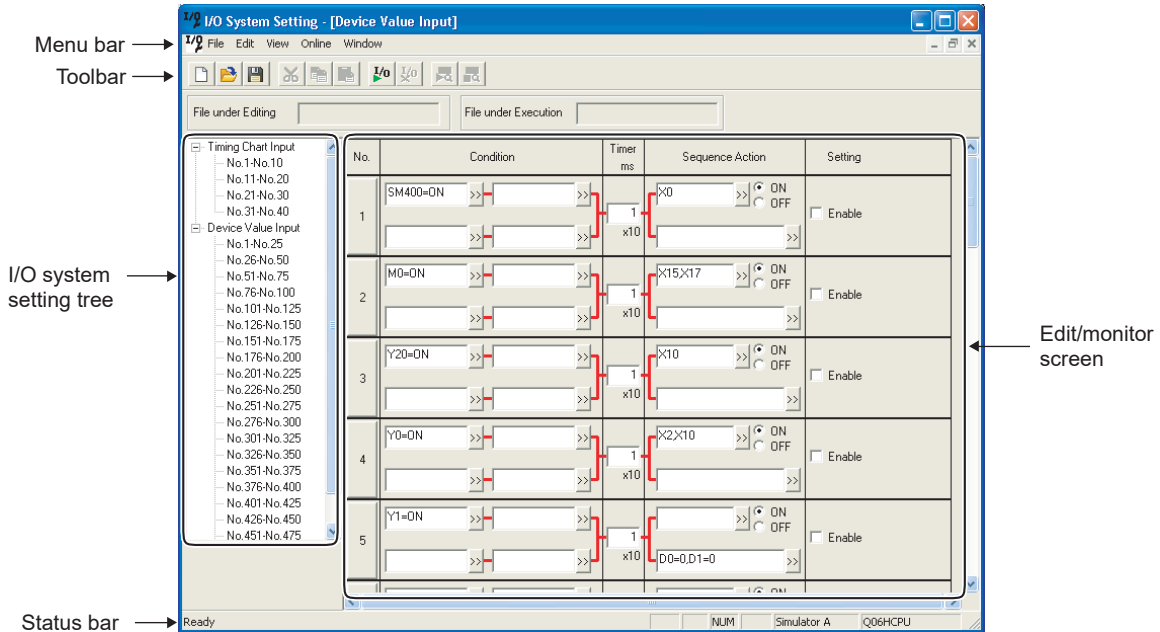 I/O System Setting - [Device Value Input]
Menu bar
File Edit View Online Window
Toolbar
I/O I/O
File under Editing
File under Execution
Timing Chart Input
No.1-No.10
No.11-No.20
No.21-No.30
No.31-No.40
Device Value Input
No.1-No.25
No.26-No.50
No.51-No.75
No.76-No.100
No.101-No.125
No.126-No.150
No.151-No.175
No.176-No.200
No.201-No.225
No.226-No.250
No.251-No.275
No.276-No.300
No.301-No.325
No.326-No.350
No.351-No.375
No.376-No.400
No.401-No.425
No.426-No.450
No.451-No.475
I/O system
setting tree
No. Condition Timer ms Sequence Action Setting
1 SM400=ON >> >> X0 >> ON
OFF
1 Enable
>> >> x10 >>
2 M0=ON >> >> X15,X17 >> ON
OFF
1 Enable
>> >> x10 >>
3 Y20=ON >> >> X10 >> ON
OFF
1 Enable
>> >> x10 >>
4 Y0=ON >> >> X2,X10 >> ON
OFF
1 Enable
>> >> x10 >>
5 Y1=ON >> >> >> ON
OFF
1 Enable
>> >> x10 D0=0,D1=0 >>
Edit/monitor
screen
Status bar
Ready NUM Simulator A Q06HCPU